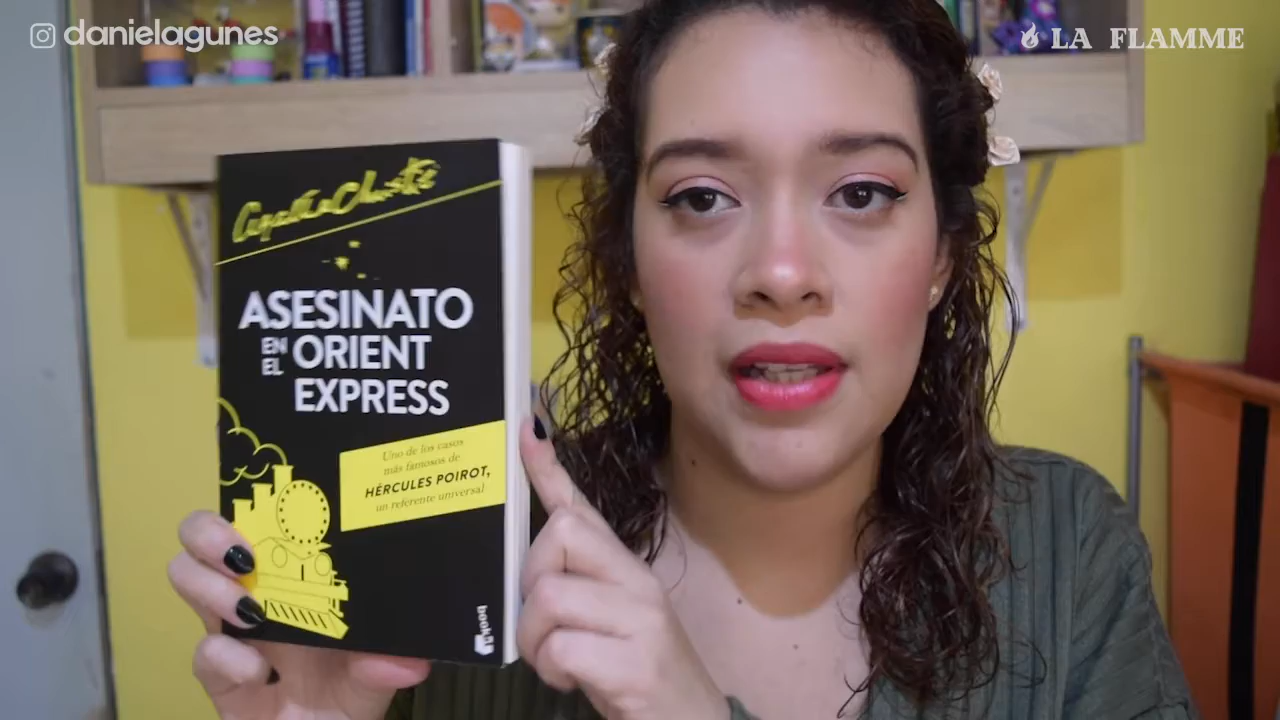 danielagunes
LA FLAMME
Agatha Christie
ASESINATO
EN EL ORIENT
EXPRESS
Uno de los casos
más famosos de
HÉRCULES POIROT,
un referente universal
booket